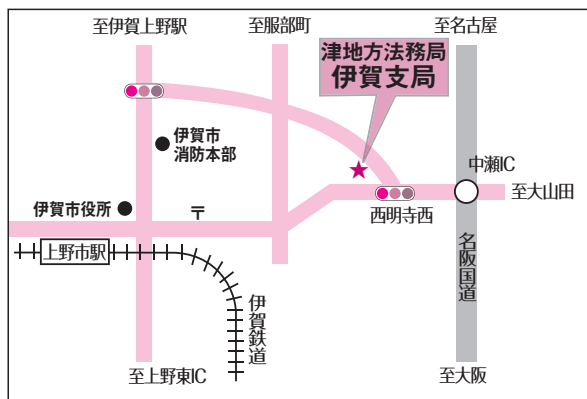 至伊賀上野駅
至服部町
至名古屋
津地方法務局
伊賀支局
伊賀市
消防本部
中瀬IC
至大山田
伊賀市役所
〒
西明寺西
上野市駅
名阪国道
伊賀鉄道
至上野東IC
至大阪